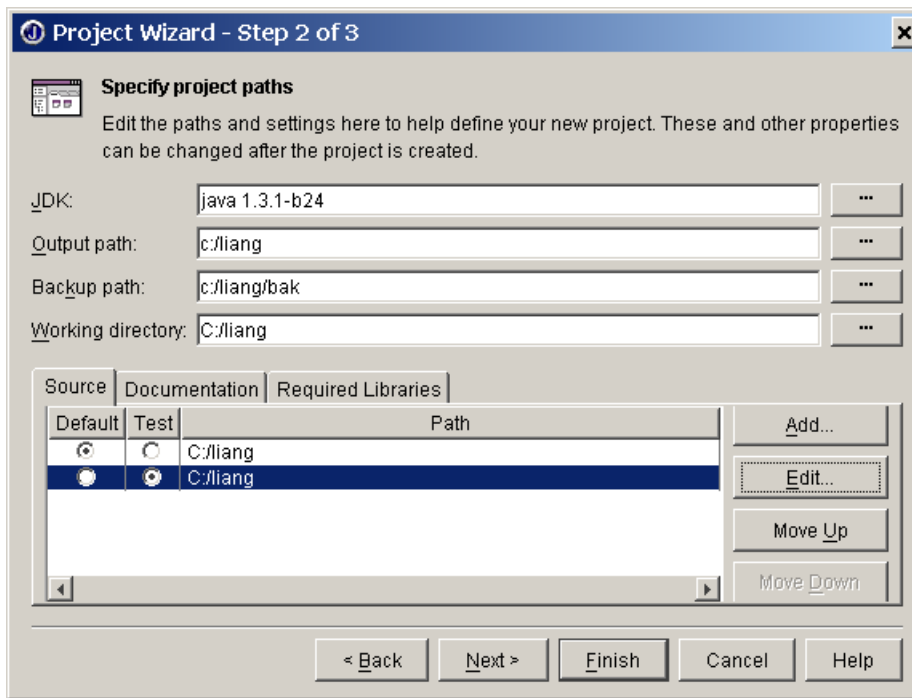 Project Wizard - Step 2 of 3
Specify project paths
Edit the paths and settings here to help define your new project. These and other properties
can be changed after the project is created.
JDK: java 1.3.1-b24 ...
Output path: c:/liang ...
Backup path: c:/liang/bak ...
Working directory: C:/liang ...
Source Documentation Required Libraries
Default Test Path
C:/liang
C:/liang
Add...
Edit...
Move Up
Move Down
< Back Next > Finish Cancel Help